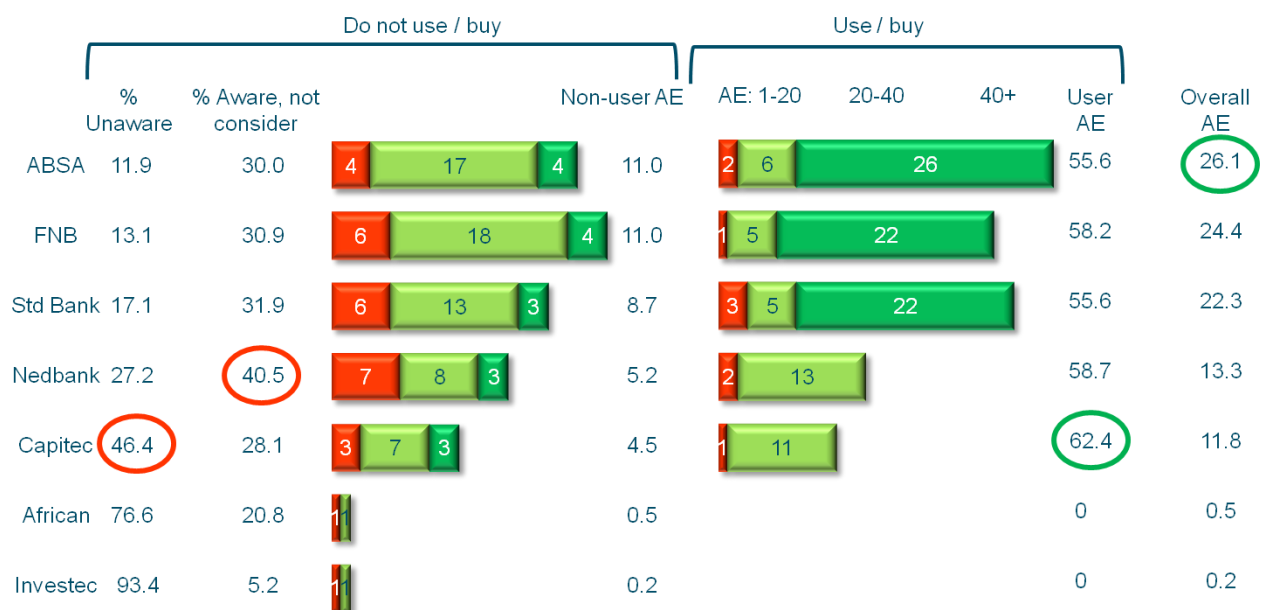 Do not use / buy
Use / buy
% Unaware
% Aware, not consider
Non-user AE
AE: 1-20 20-40 40+
User AE
Overall AE
ABSA 11.9 30.0 4 17 4 11.0 2 6 26 55.6 26.1
FNB 13.1 30.9 6 18 4 11.0 1 5 22 58.2 24.4
Std Bank 17.1 31.9 6 13 3 8.7 3 5 22 55.6 22.3
Nedbank 27.2 40.5 7 8 3 5.2 2 13 58.7 13.3
Capitec 46.4 28.1 3 7 3 4.5 1 11 62.4 11.8
African 76.6 20.8 1 1 0.5 0 0.5
Investec 93.4 5.2 1 1 0.2 0 0.2